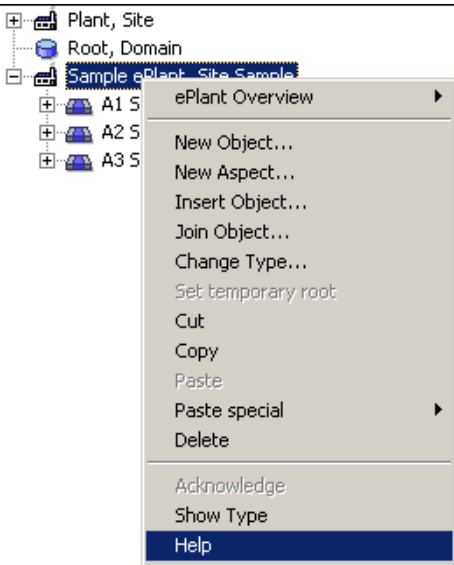 Plant, Site
Root, Domain
Sample ePlant, Site Sample
A1 S
A2 S
A3 S
ePlant Overview
New Object...
New Aspect...
Insert Object...
Join Object...
Change Type...
Set temporary root
Cut
Copy
Paste
Paste special
Delete
Acknowledge
Show Type
Help